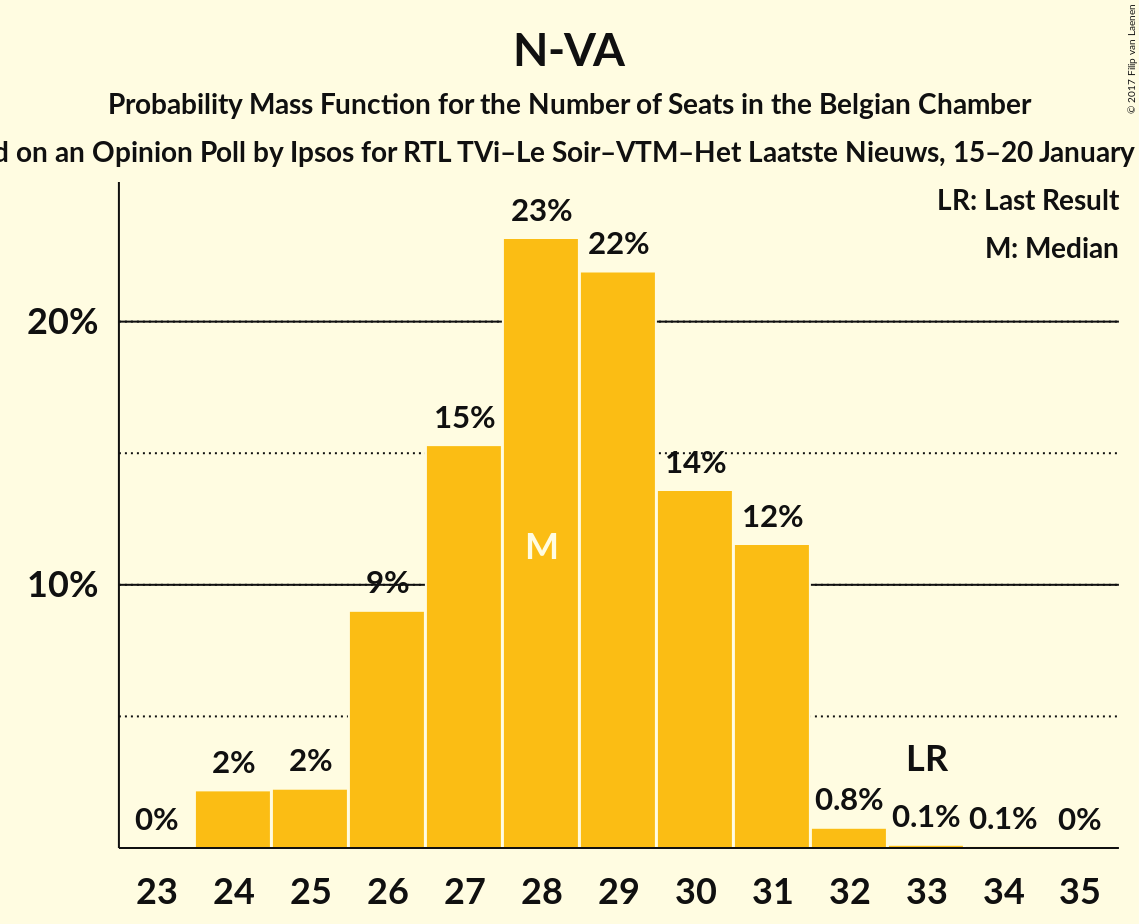 N-VA
Probability Mass Function for the Number of Seats in the Belgian Chamber
on an Opinion Poll by Ipsos for RTL TVi–Le Soir–VTM–Het Laatste Nieuws, 15–20 January
© 2017 Filip van Laenen
LR: Last Result
M: Median
20%
10%
0%
2%
2%
9%
15%
23%
22%
14%
12%
0.8%
0.1%
0.1%
0%
M
LR
23 24 25 26 27 28 29 30 31 32 33 34 35